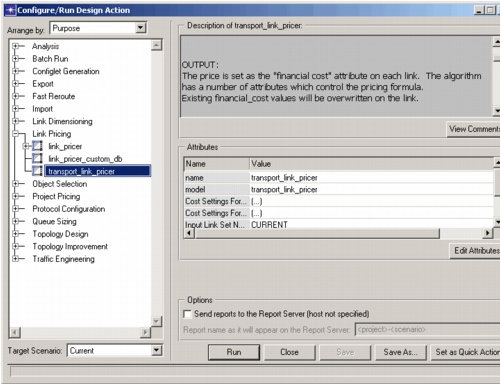 Configure/Run Design Action
Arrange by: Purpose
Analysis
Batch Run
Configlet Generation
Export
Fast Reroute
Import
Link Dimensioning
Link Pricing
link_pricer
link_pricer_custom_db
transport_link_pricer
Object Selection
Project Pricing
Protocol Configuration
Queue Sizing
Topology Design
Topology Improvement
Traffic Engineering
Target Scenario: Current
Description of transport_link_pricer:
OUTPUT:
The price is set as the "financial cost" attribute on each link. The algorithm
has a number of attributes which control the pricing formula.
Existing financial_cost values will be overwritten on the link.
View Comments
Attributes
Name Value
name transport_link_pricer
model transport_link_pricer
Cost Settings For... (...)
Cost Settings For... (...)
Input Link Set N... CURRENT
Edit Attributes
Options
Send reports to the Report Server (host not specified)
Report name as it will appear on the Report Server: <project>-<scenario>
Run Close Save Save As... Set as Quick Action